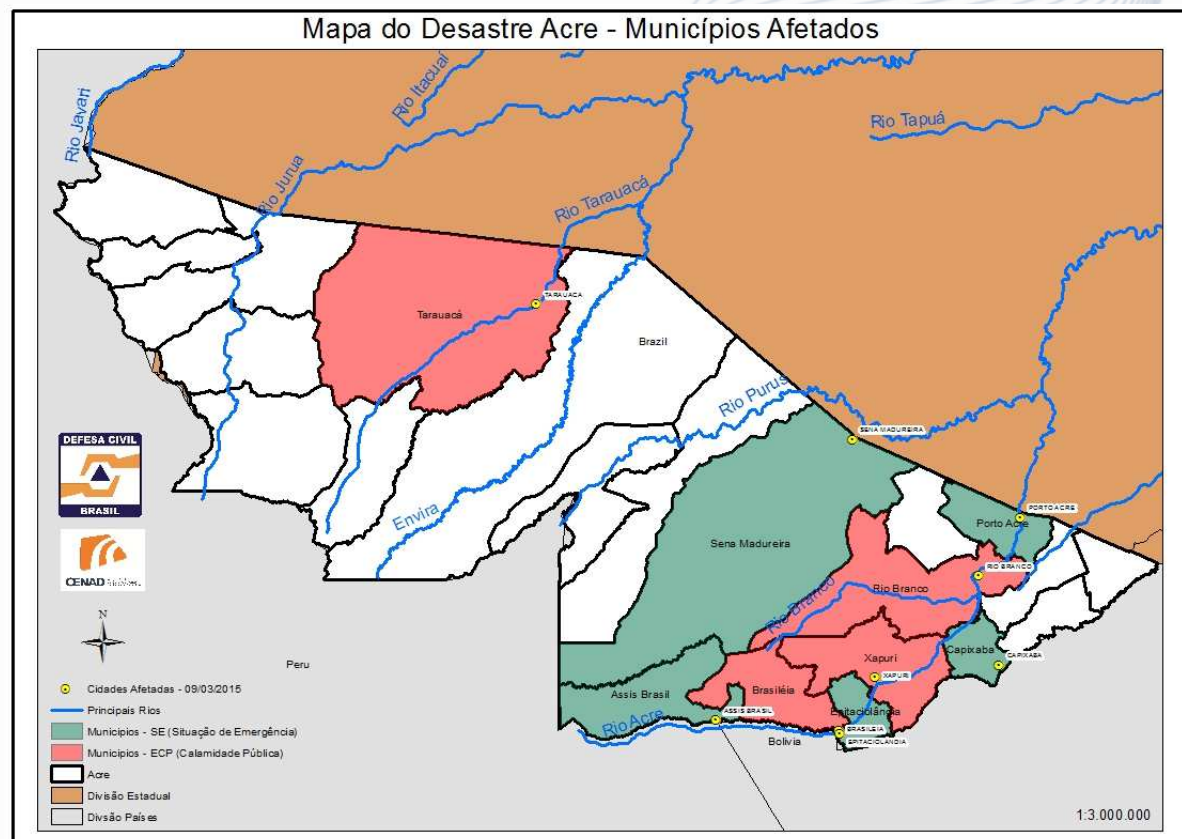 Mapa do Desastre Acre - Municípios Afetados
Rio Javari
Rio Itacuaí
Rio Tapuá
Rio Jurua
Rio Tarauacá
TARAUACA
Tarauacá
Brazil
Rio Purus
SENA MADUREIRA
DEFESA CIVIL
BRASIL
Envira
PORTO ACRE
Porto Acre
Sena Madureira
CENAD
RIO BRANCO
Rio Branco
Rio Branco
N
Capixaba
Xapuri
CAPIXABA
Peru
XAPURI
Assis Brasil
Brasiléia
Epitaciolândia
ASSIS BRASIL
Rio Acre
BRASILEIA
Bolivia
EPITACIOLANDIA
Cidades Afetadas - 09/03/2015
Principais Rios
Municipios - SE (Situação de Emergência)
Municipios - ECP (Calamidade Pública)
Acre
Divisão Estadual
Divsão Países
1:3.000.000